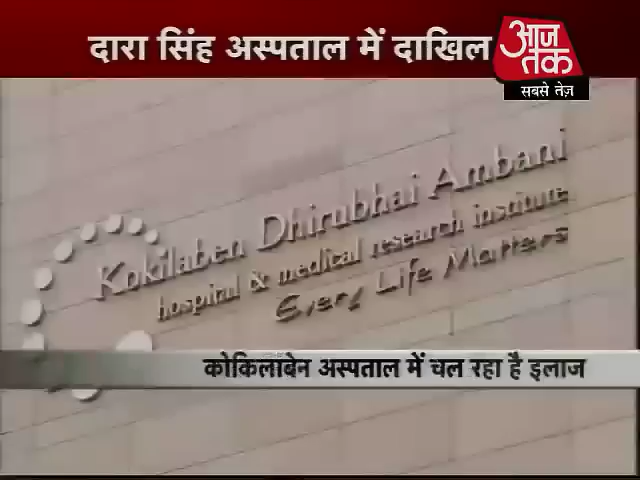 दारा सिंह अस्पताल में दाखिल
आज
तक
सबसे तेज़
Kokilaben Dhirubhai Ambani
hospital & medical research institute
Every Life Matters
कोकिलाबेन अस्पताल में चल रहा है इलाज